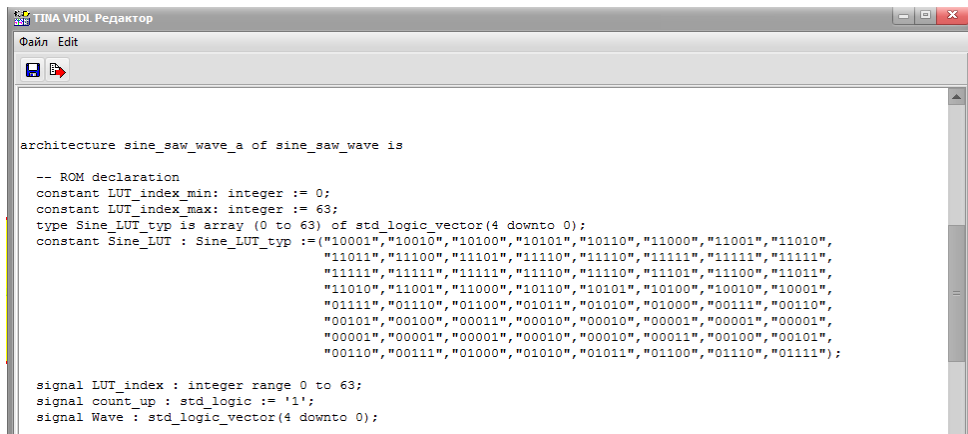 TINA VHDL Редактор
Файл Edit
architecture sine_saw_wave_a of sine_saw_wave is
-- ROM declaration
constant LUT_index_min: integer := 0;
constant LUT_index_max: integer := 63;
type Sine_LUT_typ is array (0 to 63) of std_logic_vector(4 downto 0);
constant Sine_LUT : Sine_LUT_typ :=("10001","10010","10100","10101","10110","11000","11001","11010",
"11011","11100","11101","11110","11110","11111","11111","11111",
"11111","11111","11111","11110","11110","11101","11100","11011",
"11010","11001","11000","10110","10101","10100","10010","10001",
"01111","01110","01100","01011","01010","01000","00111","00110",
"00101","00100","00011","00010","00010","00001","00001","00001",
"00001","00001","00001","00010","00010","00011","00100","00101",
"00110","00111","01000","01010","01011","01100","01110","01111");
signal LUT_index : integer range 0 to 63;
signal count_up : std_logic := '1';
signal Wave : std_logic_vector(4 downto 0);